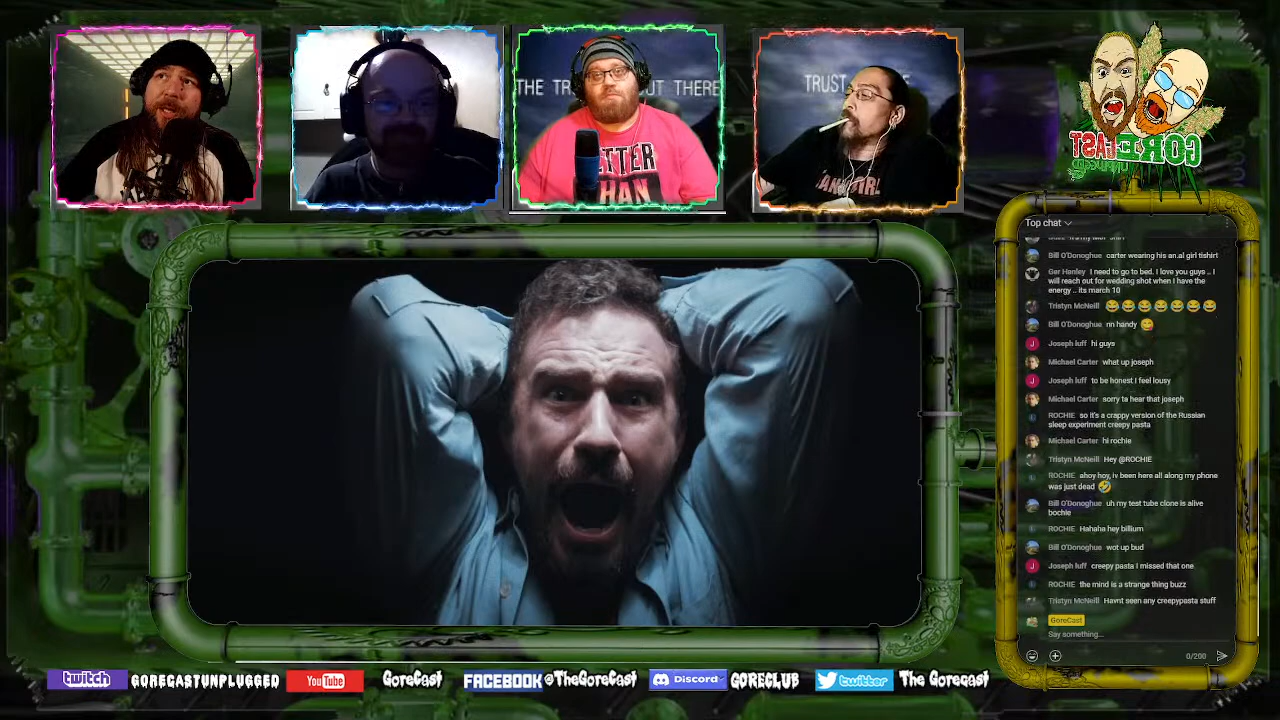 THE TR OUT THERE
TRUST
ETTER
HAN
GORECAST
UNPLUGGED
Top chat
Bill O'Donoghue carter wearing his an.al girl tishirt
Ger Henley I need to go to bed. I love you guys .. I
will reach out for wedding shot when I have the
energy .. its march 10
Tristyn McNeill 😂😂😂😂😂😂😂
Bill O'Donoghue nn handy 😋
Joseph luff hi guys
Michael Carter what up joseph
Joseph luff to be honest I feel lousy
Michael Carter sorry ta hear that joseph
ROCHIE so it's a crappy version of the Russian
sleep experiment creepy pasta
Michael Carter hi rochie
Tristyn McNeill Hey @ROCHIE
ROCHIE ahoy hoy, iv been here all along my phone
was just dead 🤣
Bill O'Donoghue uh my test tube clone is alive
bochie
ROCHIE Hahaha hey billium
Bill O'Donoghue wot up bud
Joseph luff creepy pasta I missed that one
ROCHIE the mind is a strange thing buzz
Tristyn McNeill Havnt seen any creepypasta stuff
GoreCast
Say something...
0/200
twitch GORECASTUNPLUGGED YouTube GoreCast FACEBOOK @TheGoreCast Discord GORECLUB twitter The Gorecast